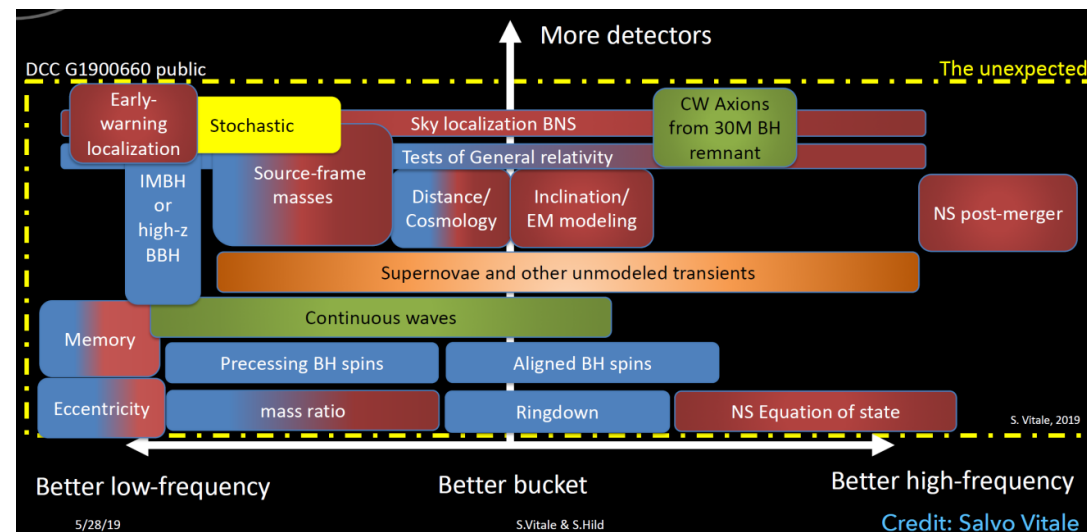 More detectors
DCC G1900660 public
The unexpected
Early-
warning
localization
Stochastic
Sky localization BNS
CW Axions
from 30M BH
remnant
Tests of General relativity
IMBH
or
high-z
BBH
Source-frame
masses
Distance/
Cosmology
Inclination/
EM modeling
NS post-merger
Supernovae and other unmodeled transients
Continuous waves
Memory
Precessing BH spins
Aligned BH spins
Eccentricity
mass ratio
Ringdown
NS Equation of state
S. Vitale, 2019
Better low-frequency
Better bucket
Better high-frequency
5/28/19
S.Vitale & S.Hild
Credit: Salvo Vitale